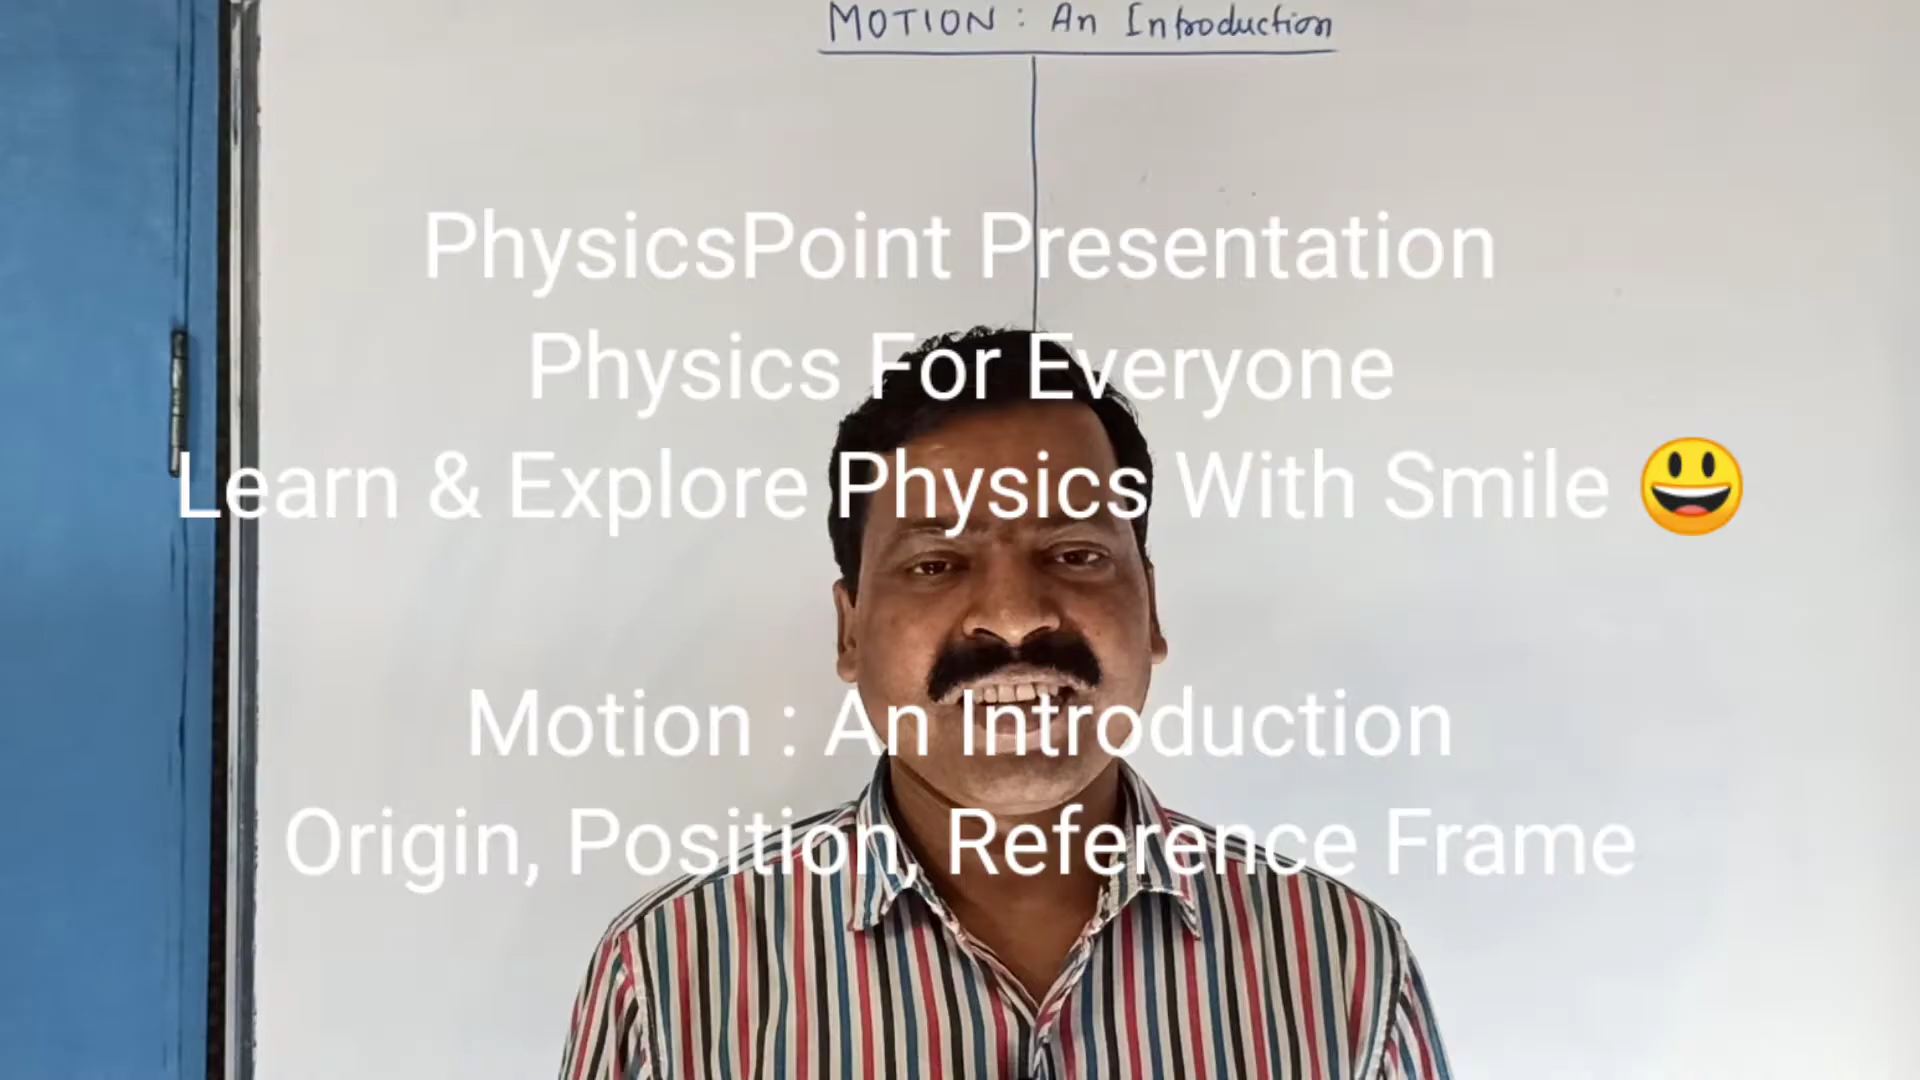 MOTION : An Introduction
PhysicsPoint Presentation
Physics For Everyone
Learn & Explore Physics With Smile 😃
Motion : An Introduction
Origin, Position, Reference Frame